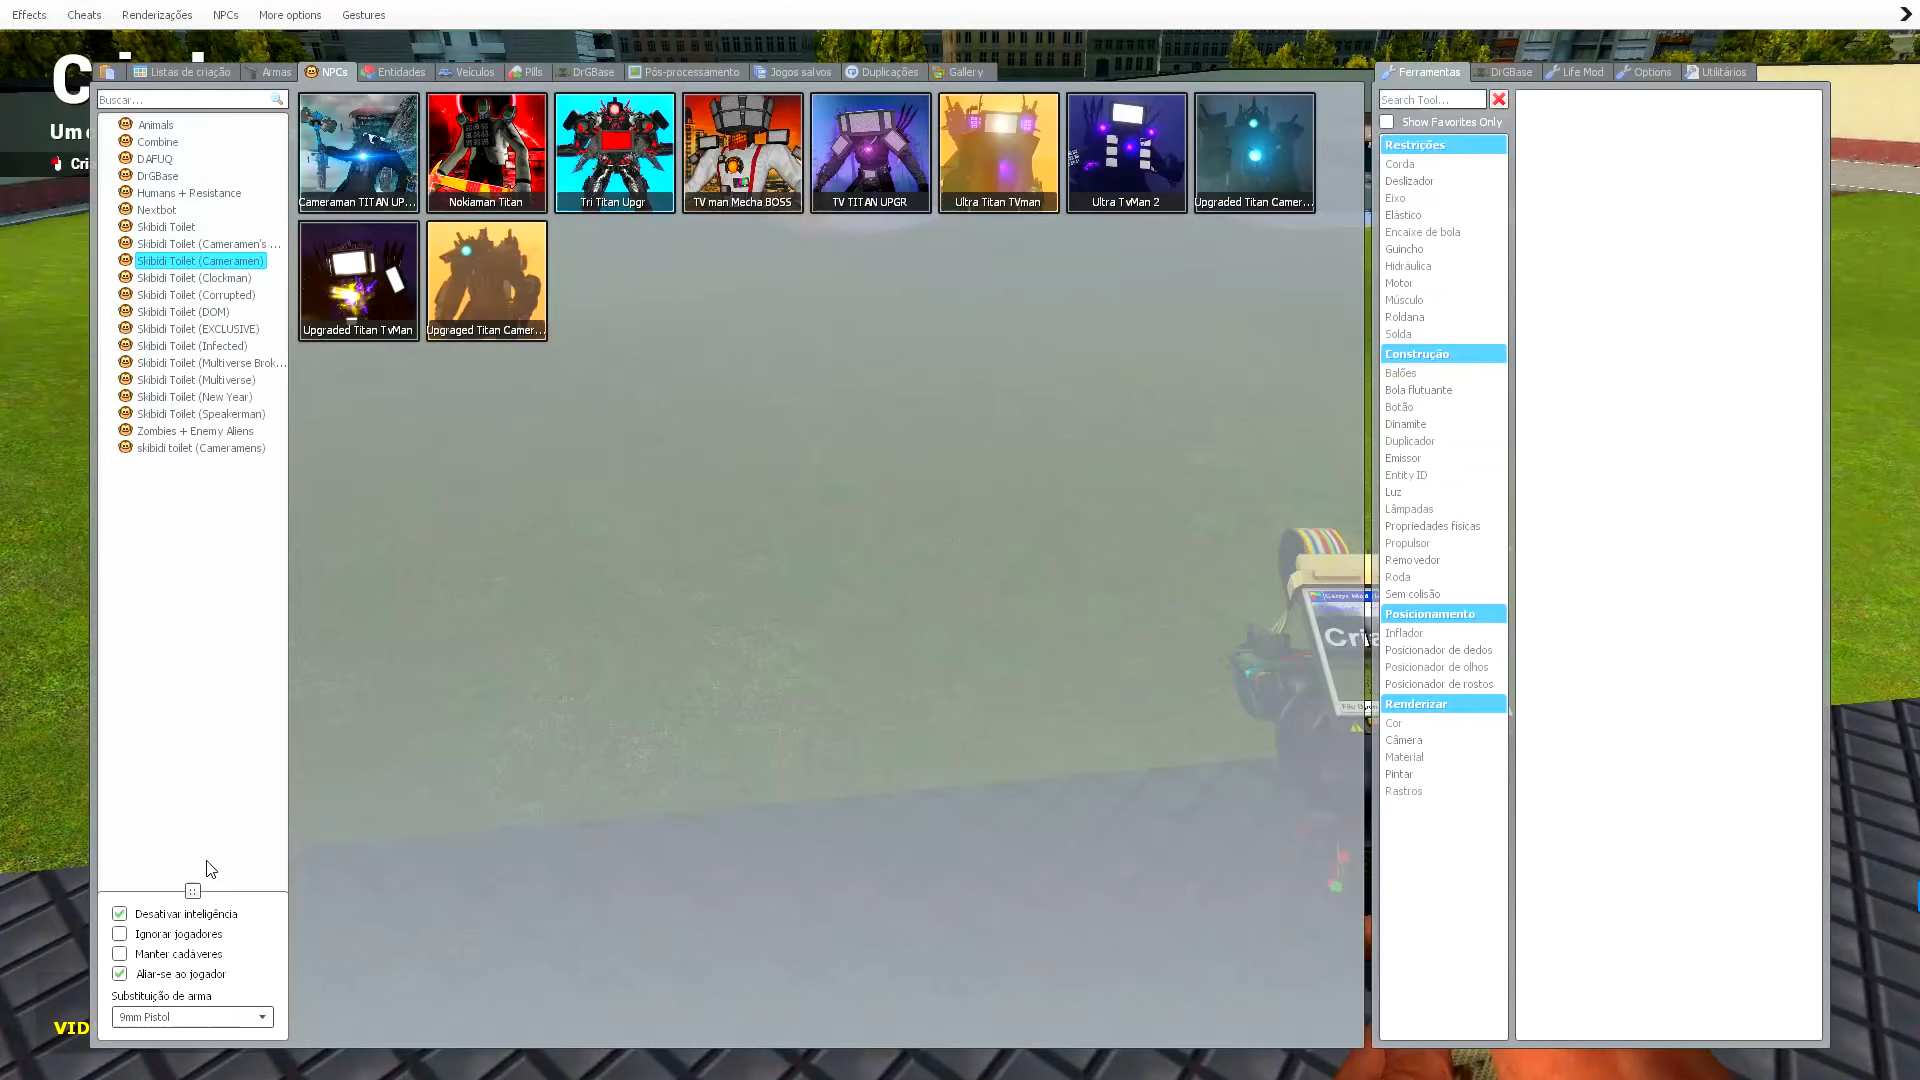 Effects Cheats Renderizações NPCs More options Gestures
Listas de criação Armas NPCs Entidades Veículos Pills DrGBase Pós-processamento Jogos salvos Duplicações Gallery
Ferramentas DrGBase Life Mod Options Utilitários
Um
Cri
Buscar...
Animals
Combine
DAFUQ
DrGBase
Humans + Resistance
Nextbot
Skibidi Toilet
Skibidi Toilet (Cameramen's ...
Skibidi Toilet (Cameramen)
Skibidi Toilet (Clockman)
Skibidi Toilet (Corrupted)
Skibidi Toilet (DOM)
Skibidi Toilet (EXCLUSIVE)
Skibidi Toilet (Infected)
Skibidi Toilet (Multiverse Brok...
Skibidi Toilet (Multiverse)
Skibidi Toilet (New Year)
Skibidi Toilet (Speakerman)
Zombies + Enemy Aliens
skibidi toilet (Cameramens)
Desativar inteligência
Ignorar jogadores
Manter cadáveres
Aliar-se ao jogador
Substituição de arma
9mm Pistol
VID
Cameraman TITAN UP...
Nokiaman Titan
Tri Titan Upgr
TV man Mecha BOSS
TV TITAN UPGR
Ultra Titan TVman
Ultra TvMan 2
Upgraded Titan Camer...
Upgraded Titan TvMan
Upgraged Titan Camer...
Cria
Search Tool...
Show Favorites Only
Restrições
Corda
Deslizador
Eixo
Elástico
Encaixe de bola
Guincho
Hidráulica
Motor
Músculo
Roldana
Solda
Construção
Balões
Bola flutuante
Botão
Dinamite
Duplicador
Emissor
Entity ID
Luz
Lâmpadas
Propriedades físicas
Propulsor
Removedor
Roda
Sem colisão
Posicionamento
Inflador
Posicionador de dedos
Posicionador de olhos
Posicionador de rostos
Renderizar
Cor
Câmera
Material
Pintar
Rastros